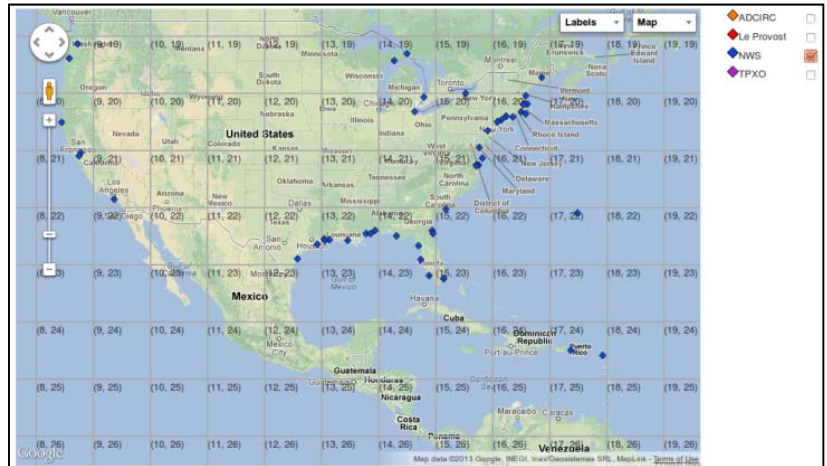 Vancouver
Labels
Map
ADCIRC
Le Provost
NWS
TPXO
Washington
(9, 19) (10, 19) (11, 19) (12, 19) (13, 19) (14, 19) (15, 19) (16, 19) (17, 19) (18, 19) (19, 19)
Montana
North
Dakota
Minnesota
Montreal
Maine
Brunswick
Prince
Edward
Island
Nova
Scotia
South
Dakota
Wisconsin
Michigan
Toronto
Vermont
Oregon
Idaho
Wyoming
New York
Hampshire
(8, 20) (9, 20) (10, 20) (11, 20) (12, 20) (13, 20) (14, 20) (15, 20) (16, 20) (17, 20) (18, 20) (19, 20)
Nebraska
Iowa
Chicago
Illinois
Indiana
Ohio
Pennsylvania
New York
Massachusetts
Rhode Island
Connecticut
New Jersey
Delaware
Maryland
District of
Columbia
Nevada
Utah
Colorado
United States
Kansas
Missouri
West
Virginia
San
Francisco
California
(8, 21) (9, 21) (10, 21) (11, 21) (12, 21) (13, 21) (14, 21) (15, 21) (16, 21) (17, 21) (18, 21) (19, 21)
Los
Angeles
Arizona
New
Mexico
Oklahoma
Arkansas
Tennessee
North
Carolina
South
Carolina
Mississippi
Dallas
Phoenix
San Diego
(8, 22) (9, 22) (10, 22) (11, 22) (12, 22) (13, 22) (14, 22) (15, 22) (16, 22) (17, 22) (18, 22) (19, 22)
Texas
Alabama
Georgia
San
Antonio
Houston
Louisiana
Florida
(8, 23) (9, 23) (10, 23) (11, 23) (12, 23) (13, 23) (14, 23) (15, 23) (16, 23) (17, 23) (18, 23) (19, 23)
Monterrey
Gulf of
Mexico
Mexico
Havana
Cuba
(8, 24) (9, 24) (10, 24) (11, 24) (12, 24) (13, 24) (14, 24) (15, 24) (16, 24) (17, 24) (18, 24) (19, 24)
Mexico
City
Dominican
Republic
Puerto
Rico
Port-au-Prince
Guatemala
Guatemala
Honduras
Caribbean
Sea
(8, 25) (9, 25) (10, 25) (11, 25) (12, 25) (13, 25) (14, 25) (15, 25) (16, 25) (17, 25) (18, 25) (19, 25)
Nicaragua
Costa
Rica
Maracaibo
Caracas
Panama
Venezuela
(8, 26) (9, 26) (10, 26) (11, 26) (12, 26) (13, 26) (14, 26) (15, 26) (16, 26) (17, 26) (18, 26) (19, 26)
Google
Map data ©2013 Google, INEGI, Inav/Geosistemas SRL, MapLink - Terms of Use